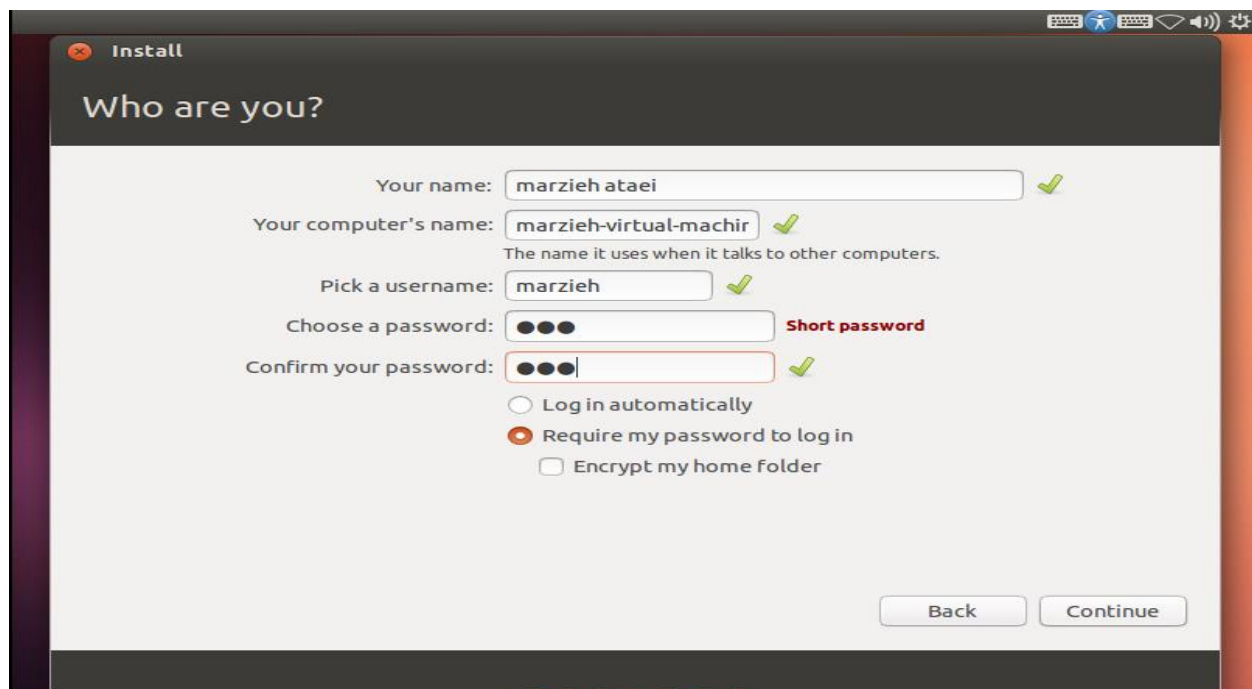 Install
Who are you?
Your name: marzieh ataei
Your computer's name: marzieh-virtual-machin
The name it uses when it talks to other computers.
Pick a username: marzieh
Choose a password: ●●● Short password
Confirm your password: ●●●
Log in automatically
Require my password to log in
Encrypt my home folder
Back Continue